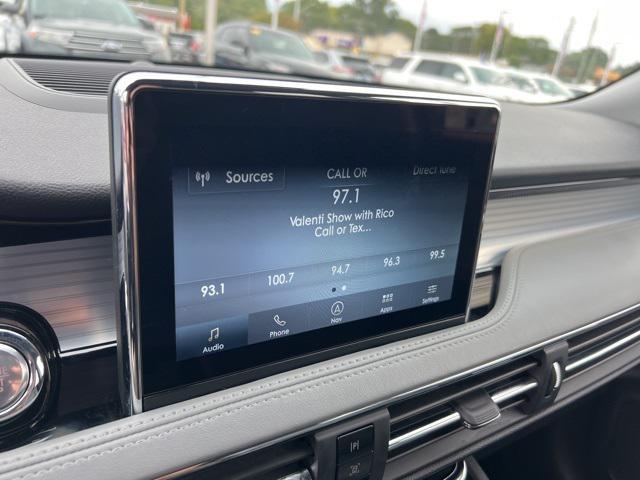 Sources
CALL OR
Direct Tune
97.1
Valenti Show with Rico
Call or Tex...
93.1
100.7
94.7
96.3
99.5
Audio
Phone
Nav
Apps
Settings